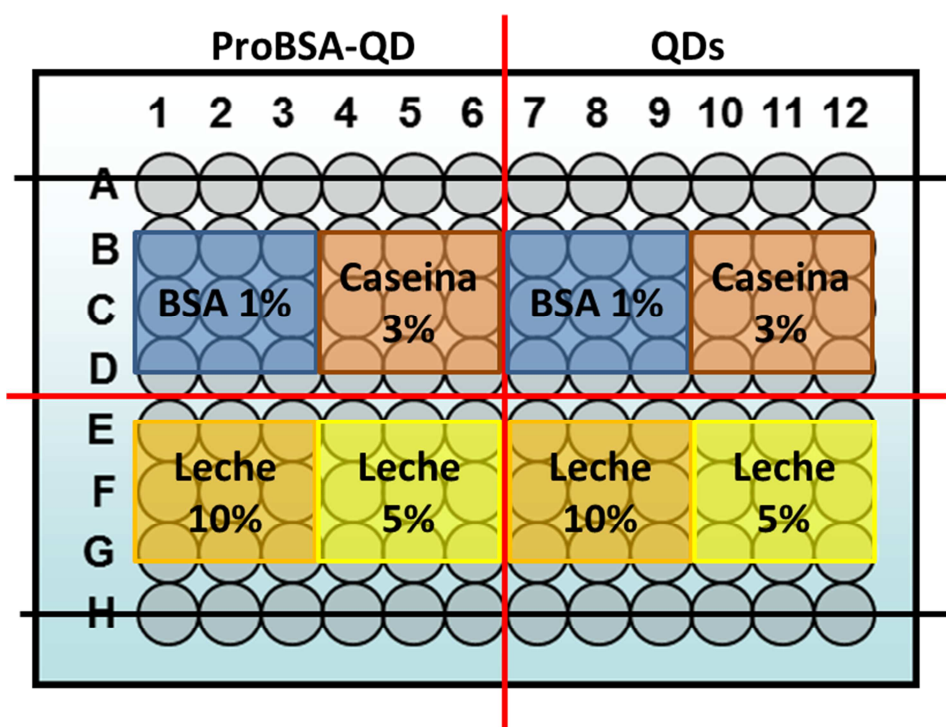 ProBSA-QD QDs
1 2 3 4 5 6 7 8 9 10 11 12
A
B
C
D
E
F
G
H
BSA 1%
Caseina
3%
BSA 1%
Caseina
3%
Leche
10%
Leche
5%
Leche
10%
Leche
5%